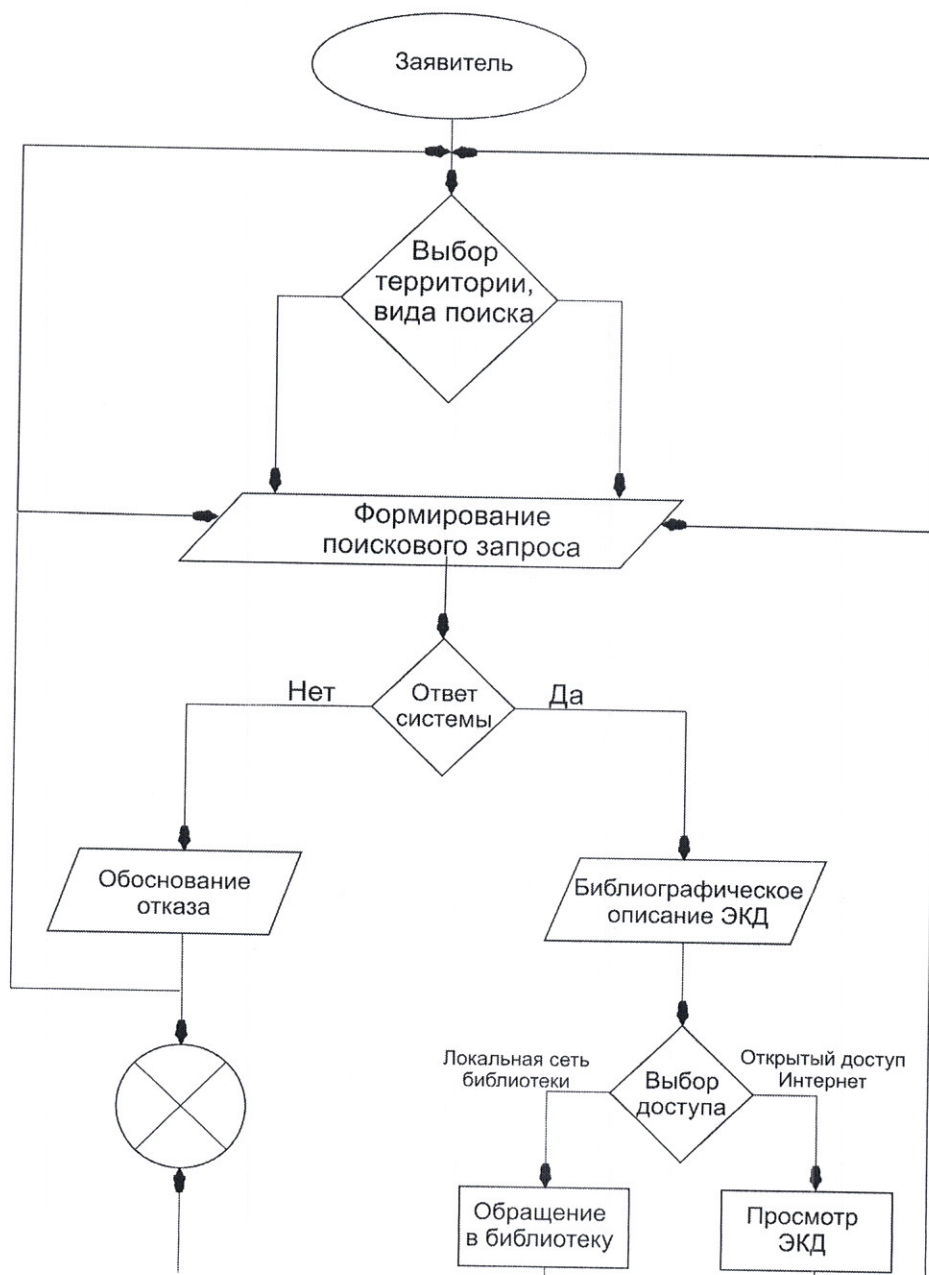 Заявитель
Выбор
территории,
вида поиска
Формирование
поискового запроса
Нет
Ответ
системы
Да
Обоснование
отказа
Библиографическое
описание ЭКД
Локальная сеть
библиотеки
Выбор
доступа
Открытый доступ
Интернет
Обращение
в библиотеку
Просмотр
ЭКД